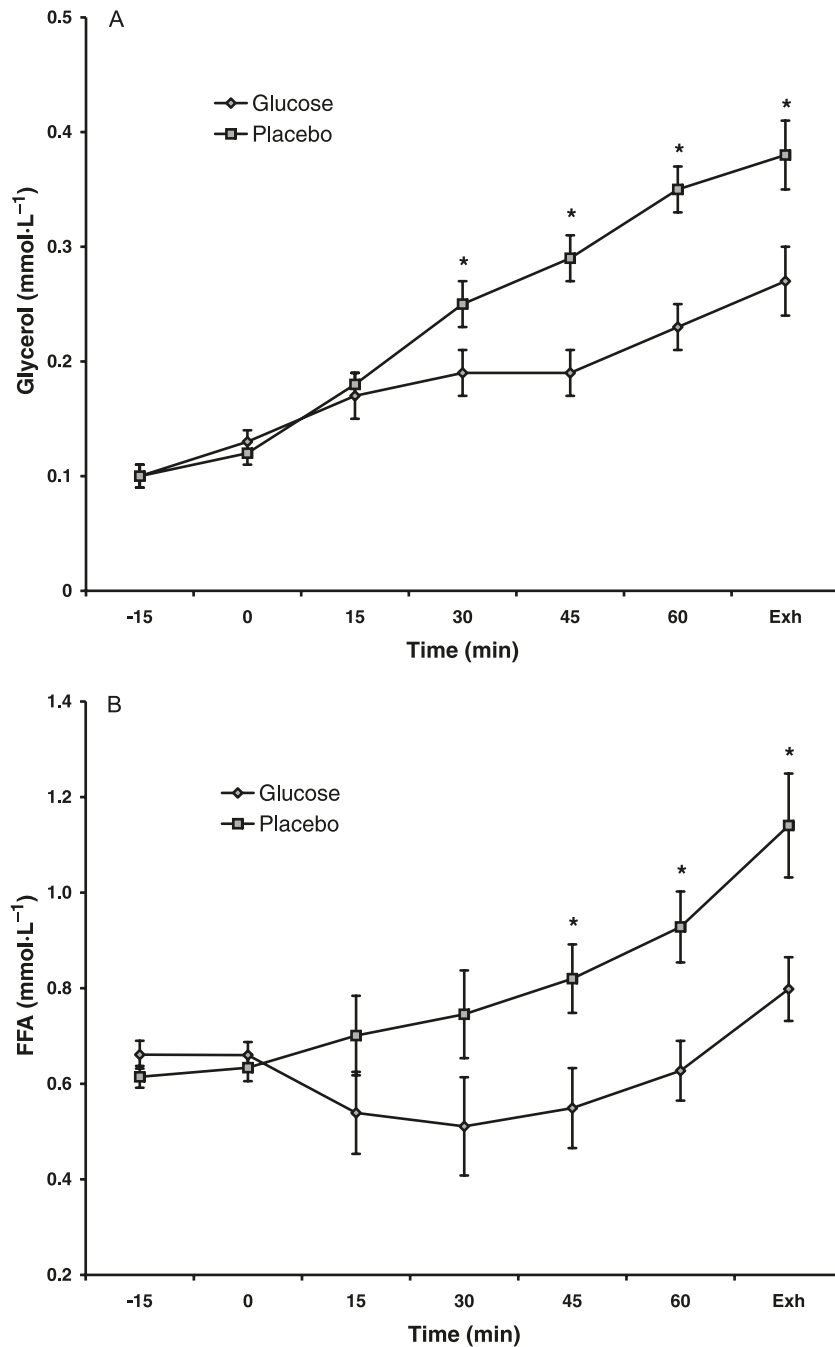 A
0.5
0.4
0.3
0.2
0.1
0
Glycerol (mmol·L⁻¹)
Glucose
Placebo
*
*
*
*
-15 0 15 30 45 60 Exh
Time (min)
B
1.4
1.2
1.0
0.8
0.6
0.4
0.2
FFA (mmol·L⁻¹)
Glucose
Placebo
*
*
*
-15 0 15 30 45 60 Exh
Time (min)